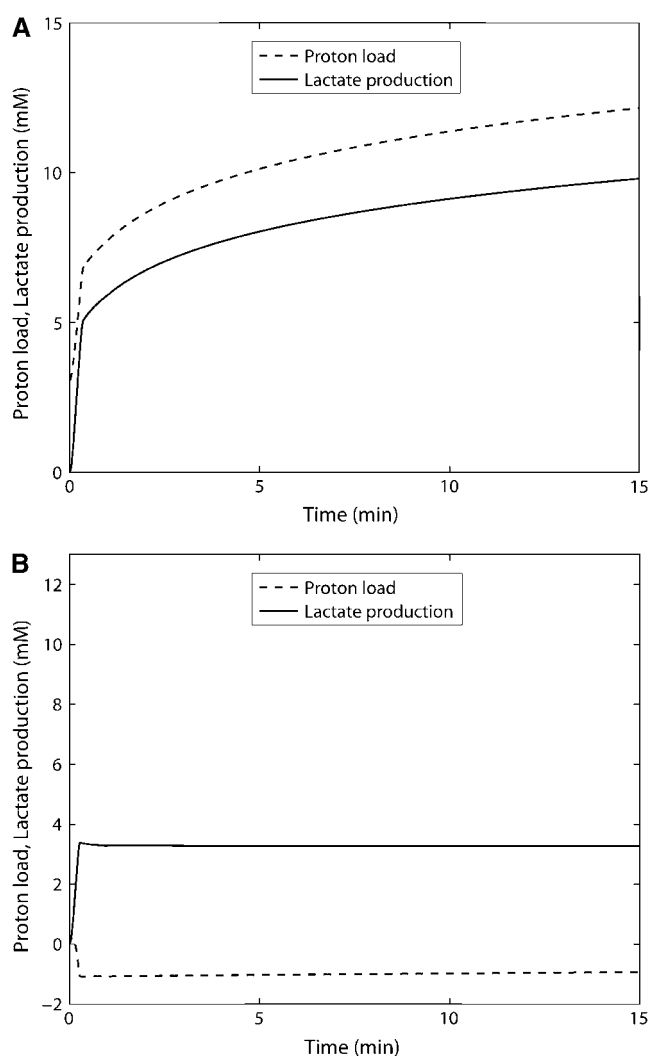 A
15
Proton load
Lactate production
10
5
0
Proton load, Lactate production (mM)
0
5
10
15
Time (min)
B
12
Proton load
Lactate production
10
8
6
4
2
0
−2
Proton load, Lactate production (mM)
0
5
10
15
Time (min)